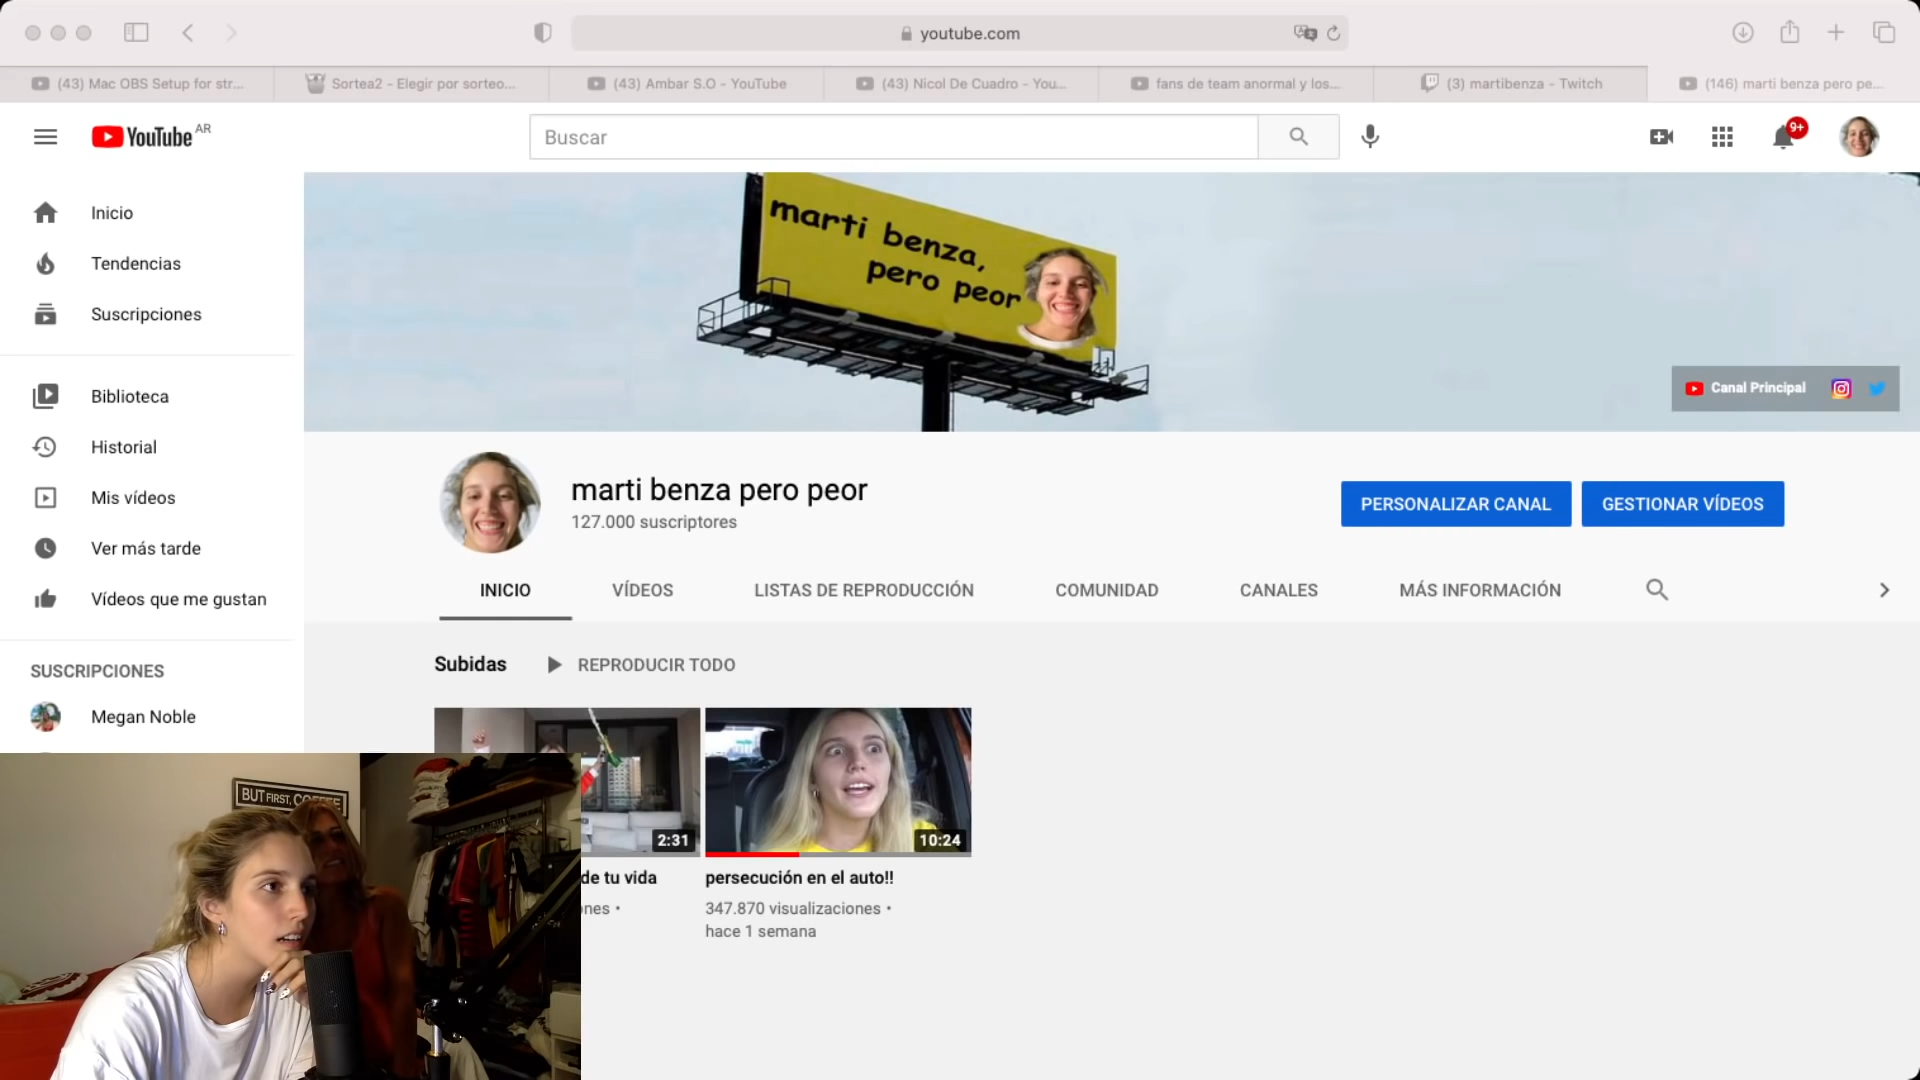 youtube.com
(43) Mac OBS Setup for str...
Sortea2 - Elegir por sorteo...
(43) Ambar S.O - YouTube
(43) Nicol De Cuadro - You...
fans de team anormal y los...
(3) martibenza - Twitch
(146) marti benza pero pe...
YouTube AR
Buscar
9+
Inicio
Tendencias
Suscripciones
Biblioteca
Historial
Mis vídeos
Ver más tarde
Vídeos que me gustan
SUSCRIPCIONES
Megan Noble
marti benza,
pero peor
Canal Principal
marti benza pero peor
127.000 suscriptores
PERSONALIZAR CANAL
GESTIONAR VÍDEOS
INICIO
VÍDEOS
LISTAS DE REPRODUCCIÓN
COMUNIDAD
CANALES
MÁS INFORMACIÓN
Subidas
REPRODUCIR TODO
2:31
10:24
de tu vida
nes •
persecución en el auto!!
347.870 visualizaciones •
hace 1 semana
BUT FIRST, COFFEE